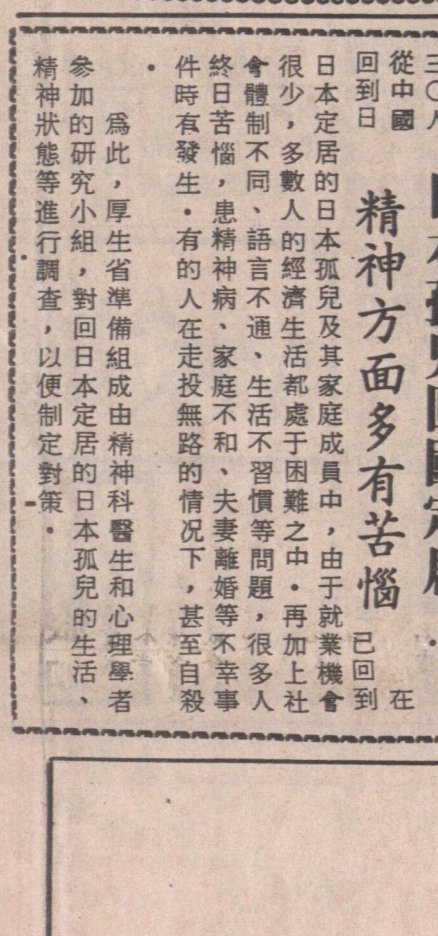 三〇人
從中國
回到日
精神方面多有苦惱
在
已回到
日本定居的日本孤兒及其家庭成員中，由于就業機會
很少，多數人的經濟生活都處于困難之中．再加上社
會體制不同、語言不通、生活不習慣等問題，很多人
終日苦惱，患精神病、家庭不和、夫妻離婚等不幸事
件時有發生．有的人在走投無路的情况下，甚至自殺
．
爲此，厚生省準備組成由精神科醫生和心理學者
參加的研究小組，對回日本定居的日本孤兒的生活、
精神狀態等進行調查，以便制定對策．